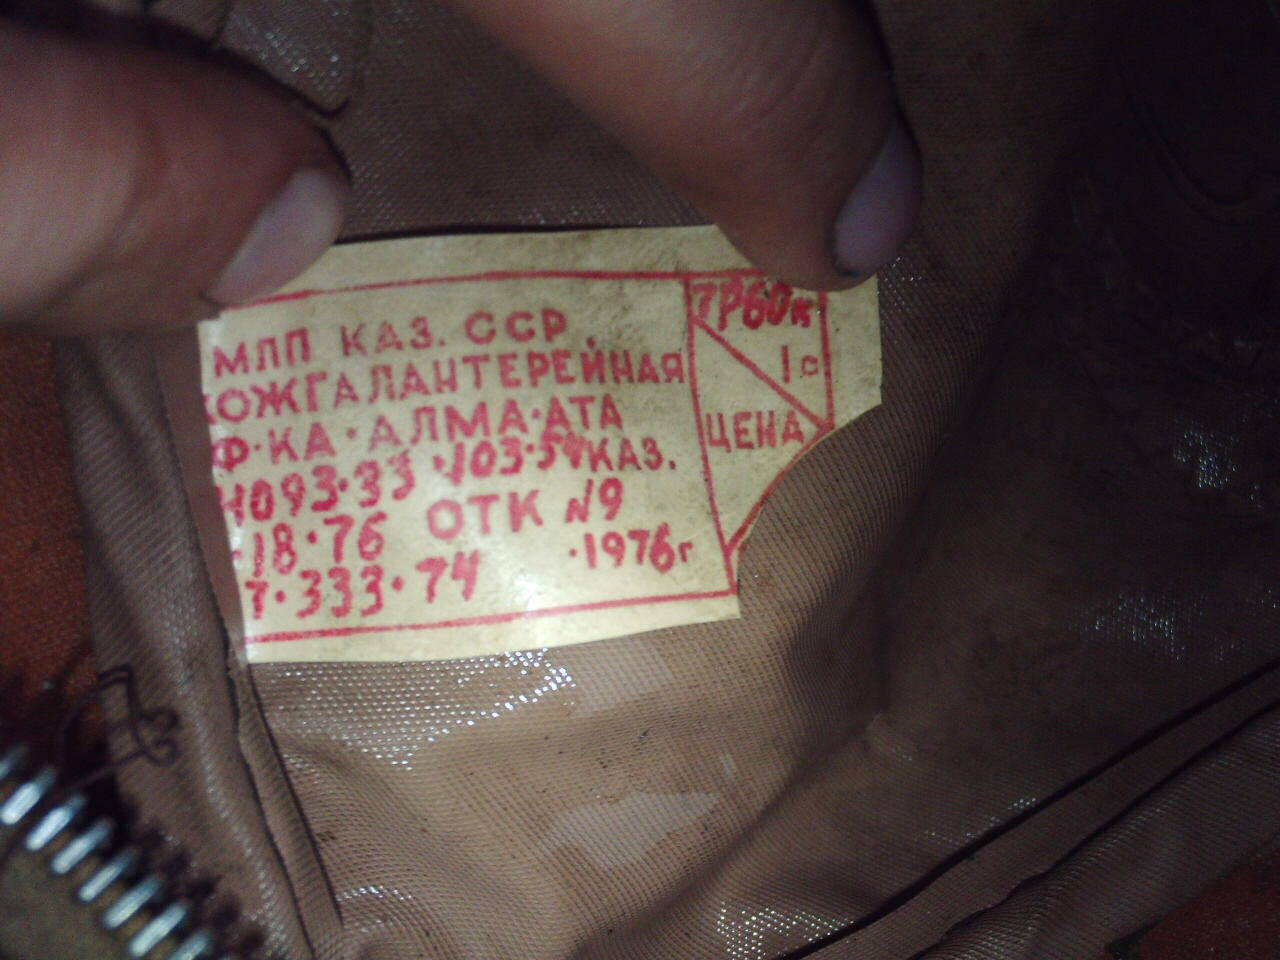 МЛП КАЗ. ССР
КОЖГАЛАНТЕРЕЙНАЯ
Ф-КА·АЛМА·АТА
093·93 ·103·54 КАЗ.
18·76 ОТК №9
7·333·74 ·1976г
7Р60к
1с
ЦЕНА